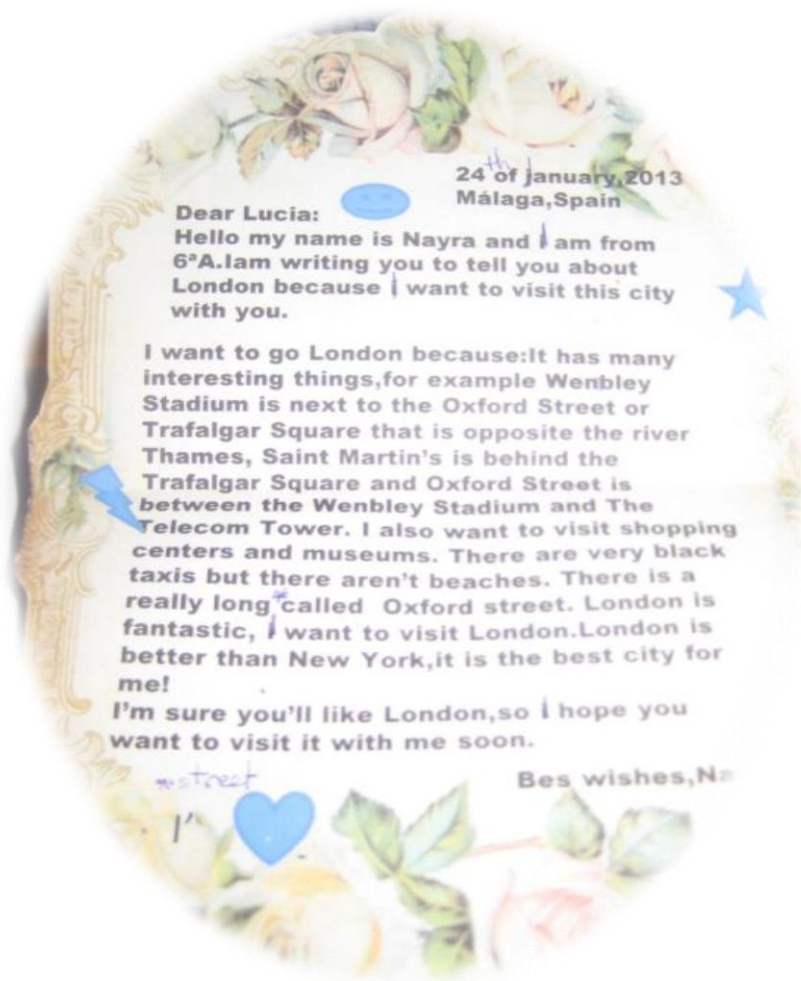 24th of january,2013
Málaga,Spain
Dear Lucia:
Hello my name is Nayra and I am from
6ªA.Iam writing you to tell you about
London because I want to visit this city
with you.
I want to go London because:It has many
interesting things,for example Wenbley
Stadium is next to the Oxford Street or
Trafalgar Square that is opposite the river
Thames, Saint Martin's is behind the
Trafalgar Square and Oxford Street is
between the Wenbley Stadium and The
Telecom Tower. I also want to visit shopping
centers and museums. There are very black
taxis but there aren't beaches. There is a
really long*called Oxford street. London is
fantastic, I want to visit London.London is
better than New York,it is the best city for
me!
I'm sure you'll like London,so I hope you
want to visit it with me soon.
*street
Bes wishes,Na
I'